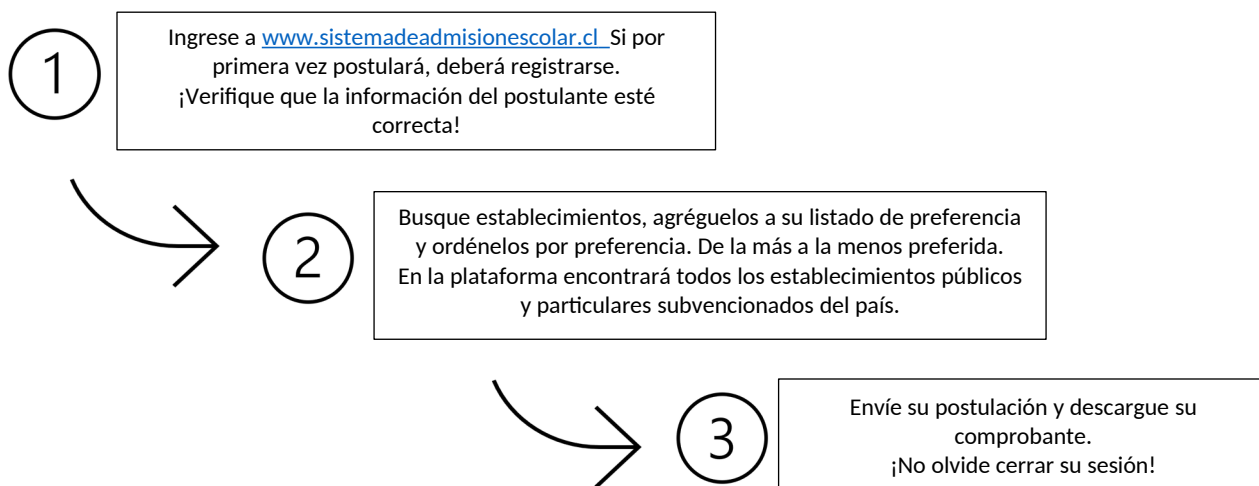 1
Ingrese a www.sistemadeadmisionescolar.cl Si por
primera vez postulará, deberá registrarse.
¡Verifique que la información del postulante esté
correcta!
2
Busque establecimientos, agréguelos a su listado de preferencia
y ordénelos por preferencia. De la más a la menos preferida.
En la plataforma encontrará todos los establecimientos públicos
y particulares subvencionados del país.
3
Envíe su postulación y descargue su
comprobante.
¡No olvide cerrar su sesión!